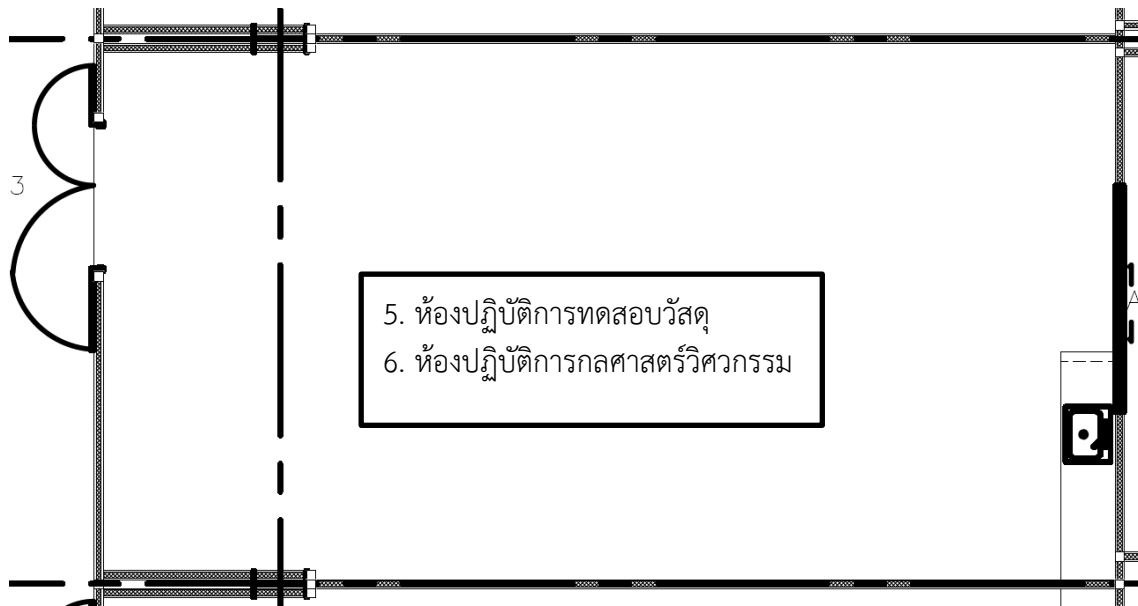 3
5. ห้องปฏิบัติการทดสอบวัสดุ
6. ห้องปฏิบัติการกลศาสตร์วิศวกรรม
A